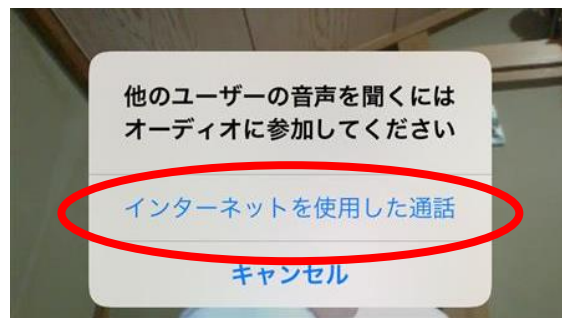 他のユーザーの音声を聞くには
オーディオに参加してください
インターネットを使用した通話
キャンセル